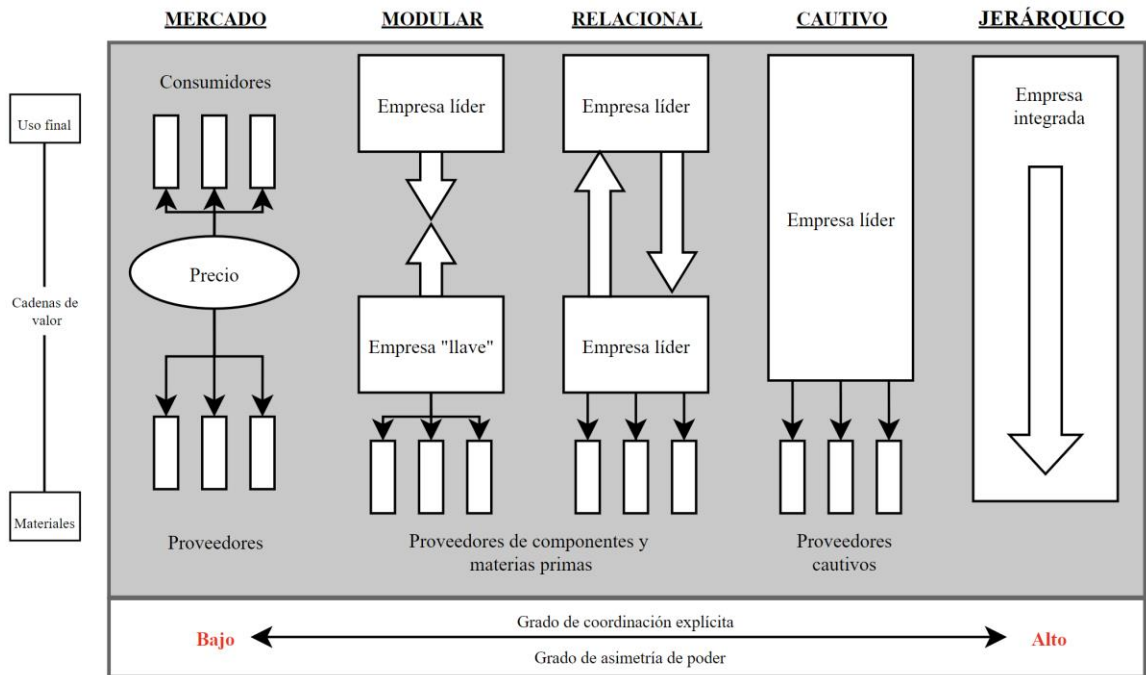 MERCADO
MODULAR
RELACIONAL
CAUTIVO
JERÁRQUICO
Uso final
Cadenas de
valor
Materiales
Consumidores
Precio
Proveedores
Empresa líder
Empresa "llave"
Empresa líder
Empresa líder
Proveedores de componentes y
materias primas
Empresa líder
Proveedores
cautivos
Empresa
integrada
Bajo
Grado de coordinación explícita
Grado de asimetría de poder
Alto